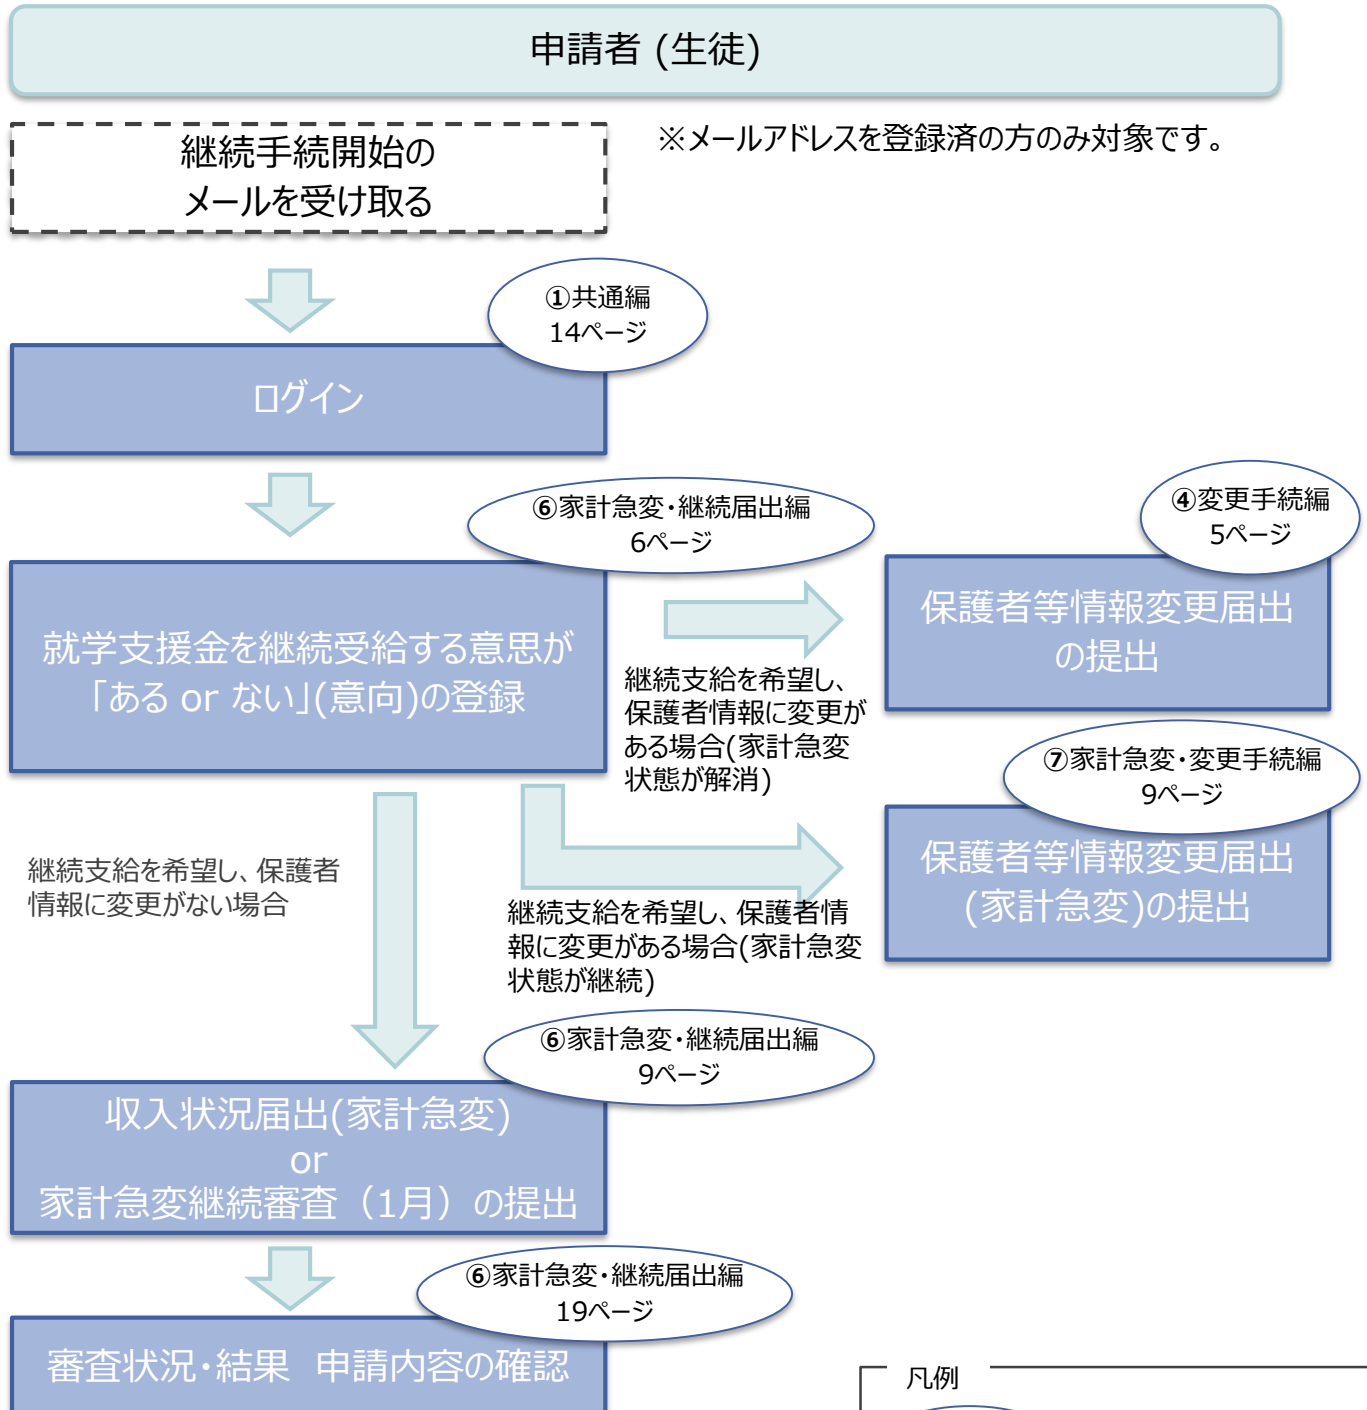 申請者 (生徒)
継続手続開始の
メールを受け取る
※メールアドレスを登録済の方のみ対象です。
①共通編
14ページ
ログイン
⑥家計急変・継続届出編
6ページ
④変更手続編
5ページ
就学支援金を継続受給する意思が
「ある or ない」(意向)の登録
保護者等情報変更届出
の提出
継続支給を希望し、
保護者情報に変更が
ある場合(家計急変
状態が解消)
⑦家計急変・変更手続編
9ページ
保護者等情報変更届出
(家計急変)の提出
継続支給を希望し、保護者
情報に変更がない場合
継続支給を希望し、保護者情
報に変更がある場合(家計急変
状態が継続)
⑥家計急変・継続届出編
9ページ
収入状況届出(家計急変)
or
家計急変継続審査（1月）の提出
⑥家計急変・継続届出編
19ページ
審査状況・結果　申請内容の確認
凡例